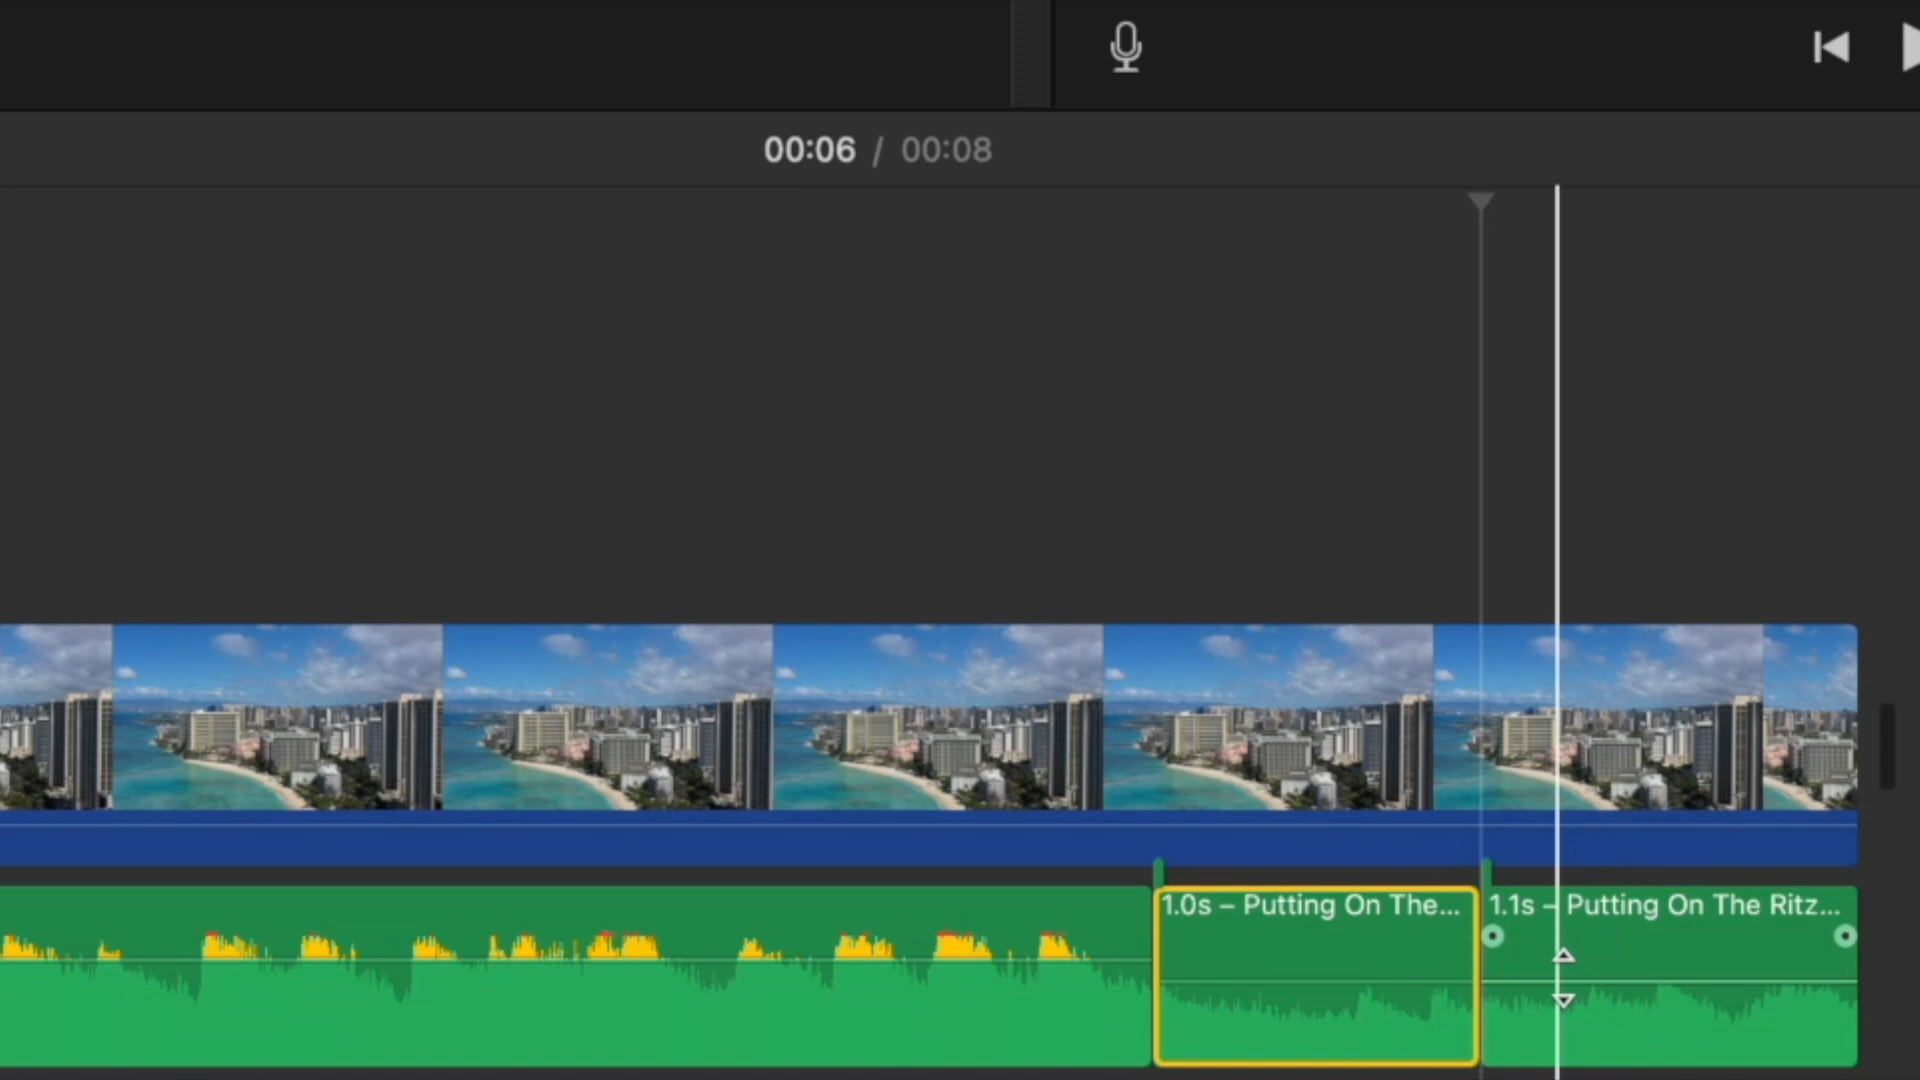 00:06 / 00:08
1.0s – Putting On The...
1.1s – Putting On The Ritz...